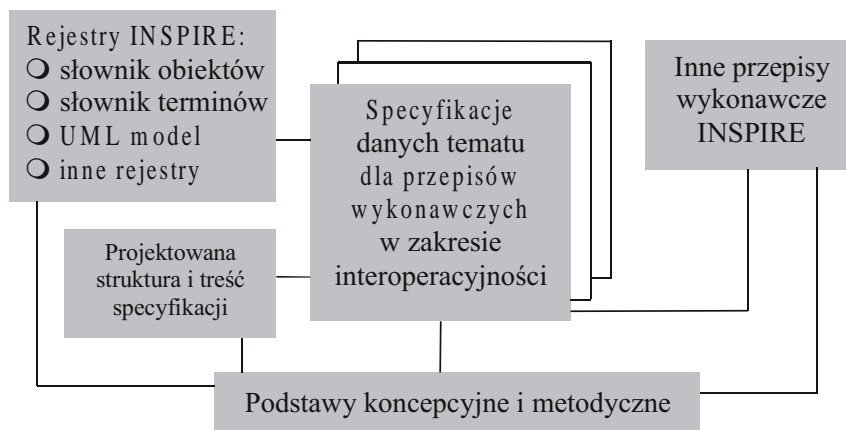 Rejestry INSPIRE:
❍ słownik obiektów
❍ słownik terminów
❍ UML model
❍ inne rejestry
Specyfikacje
danych tematu
dla przepisów
wykonawczych
w zakresie
interoperacyjności
Inne przepisy
wykonawcze
INSPIRE
Projektowana
struktura i treść
specyfikacji
Podstawy koncepcyjne i metodyczne